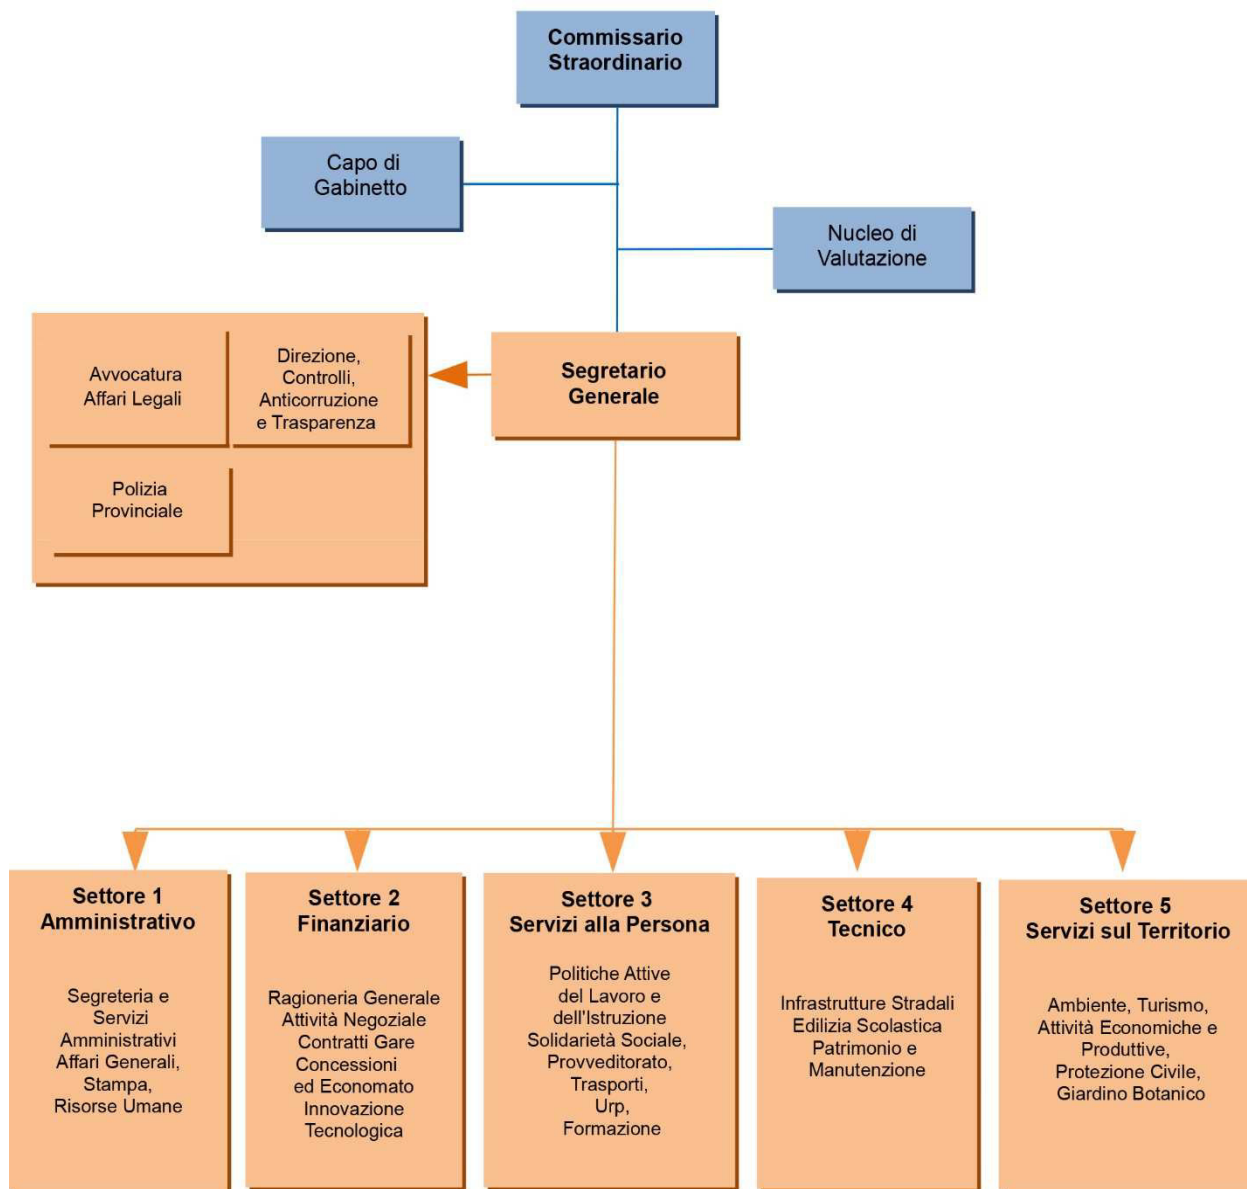 Commissario
Straordinario
Capo di
Gabinetto
Nucleo di
Valutazione
Segretario
Generale
Avvocatura
Affari Legali
Direzione,
Controlli,
Anticorruzione
e Trasparenza
Polizia
Provinciale
Settore 1
Amministrativo
Segreteria e
Servizi
Amministrativi
Affari Generali,
Stampa,
Risorse Umane
Settore 2
Finanziario
Ragioneria Generale
Attività Negoziale
Contratti Gare
Concessioni
ed Economato
Innovazione
Tecnologica
Settore 3
Servizi alla Persona
Politiche Attive
del Lavoro e
dell'Istruzione
Solidarietà Sociale,
Provveditorato,
Trasporti,
Urp,
Formazione
Settore 4
Tecnico
Infrastrutture Stradali
Edilizia Scolastica
Patrimonio e
Manutenzione
Settore 5
Servizi sul Territorio
Ambiente, Turismo,
Attività Economiche e
Produttive,
Protezione Civile,
Giardino Botanico